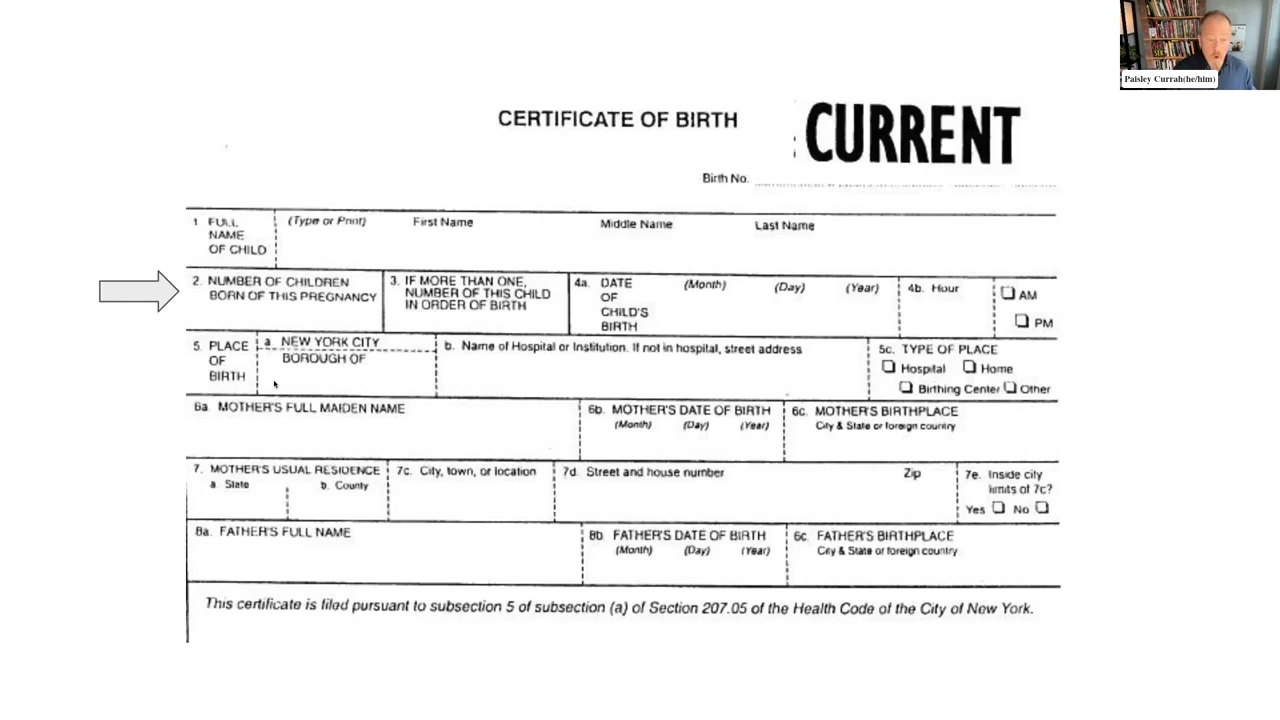 Paisley Currah(he/him)
CERTIFICATE OF BIRTH
CURRENT
Birth No.
1 FULL NAME OF CHILD
(Type or Print) First Name Middle Name Last Name
2. NUMBER OF CHILDREN
BORN OF THIS PREGNANCY
3. IF MORE THAN ONE,
NUMBER OF THIS CHILD
IN ORDER OF BIRTH
4a. DATE
OF
CHILD'S
BIRTH
(Month) (Day) (Year)
4b. Hour
AM
PM
5. PLACE
OF
BIRTH
a. NEW YORK CITY
BOROUGH OF
b. Name of Hospital or Institution. If not in hospital, street address
5c. TYPE OF PLACE
Hospital Home
Birthing Center Other
6a. MOTHER'S FULL MAIDEN NAME
6b. MOTHER'S DATE OF BIRTH
(Month) (Day) (Year)
6c. MOTHER'S BIRTHPLACE
City & State or foreign country
7. MOTHER'S USUAL RESIDENCE
a. State b. County
7c. City, town, or location
7d. Street and house number Zip
7e. Inside city
limits of 7c?
Yes No
8a. FATHER'S FULL NAME
8b. FATHER'S DATE OF BIRTH
(Month) (Day) (Year)
6c. FATHER'S BIRTHPLACE
City & State or foreign country
This certificate is filed pursuant to subsection 5 of subsection (a) of Section 207.05 of the Health Code of the City of New York.